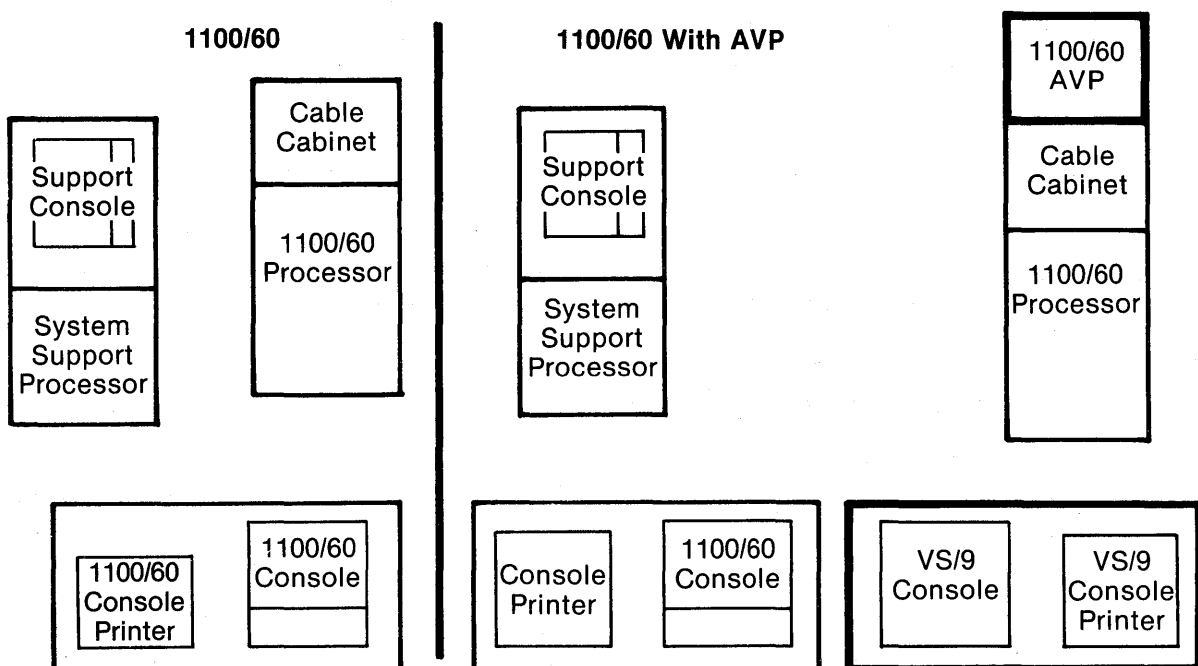 1100/60
Cable
Cabinet
Support
Console
1100/60
Processor
System
Support
Processor
1100/60
Console
Printer
1100/60
Console
1100/60 With AVP
1100/60
AVP
Support
Console
Cable
Cabinet
System
Support
Processor
1100/60
Processor
Console
Printer
1100/60
Console
VS/9
Console
VS/9
Console
Printer